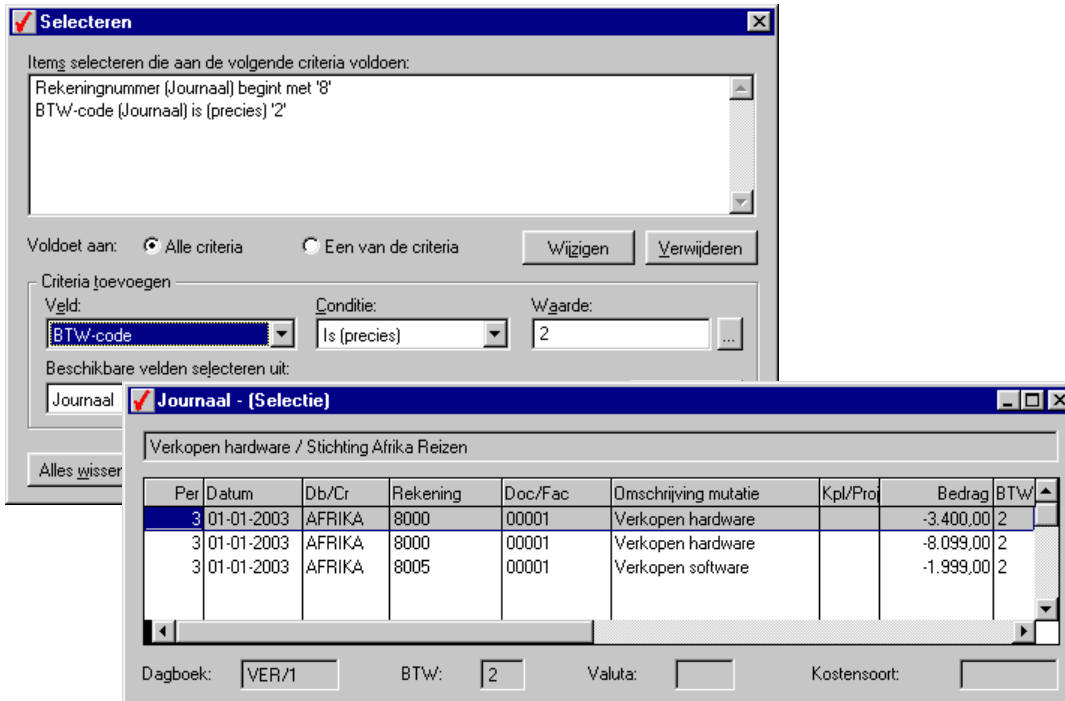 Selecteren
Items selecteren die aan de volgende criteria voldoen:
Rekeningnummer (Journaal) begint met '8'
BTW-code (Journaal) is (precies) '2'
Voldoet aan: Alle criteria Een van de criteria Wijzigen Verwijderen
Criteria toevoegen
Veld: Conditie: Waarde:
BTW-code Is (precies) 2 ...
Beschikbare velden selecteren uit:
Journaal
Alles wissen
Journaal - (Selectie)
Verkopen hardware / Stichting Afrika Reizen
Per Datum Db/Cr Rekening Doc/Fac Omschrijving mutatie Kpl/Proj Bedrag BTW
3 01-01-2003 AFRIKA 8000 00001 Verkopen hardware -3.400,00 2
3 01-01-2003 AFRIKA 8000 00001 Verkopen hardware -8.099,00 2
3 01-01-2003 AFRIKA 8005 00001 Verkopen software -1.999,00 2
Dagboek: VER/1 BTW: 2 Valuta: Kostensoort: